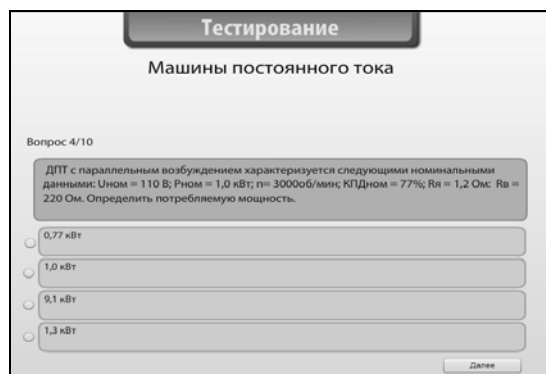 Тестирование
Машины постоянного тока
Вопрос 4/10
ДПТ с параллельным возбуждением характеризуется следующими номинальными
данными: Uном = 110 В; Рном = 1,0 кВт; n= 3000об/мин; КПДном = 77%; Rя = 1,2 Ом: Rв =
220 Ом. Определить потребляемую мощность.
0,77 кВт
1,0 кВт
9,1 кВт
1,3 кВт
Далее